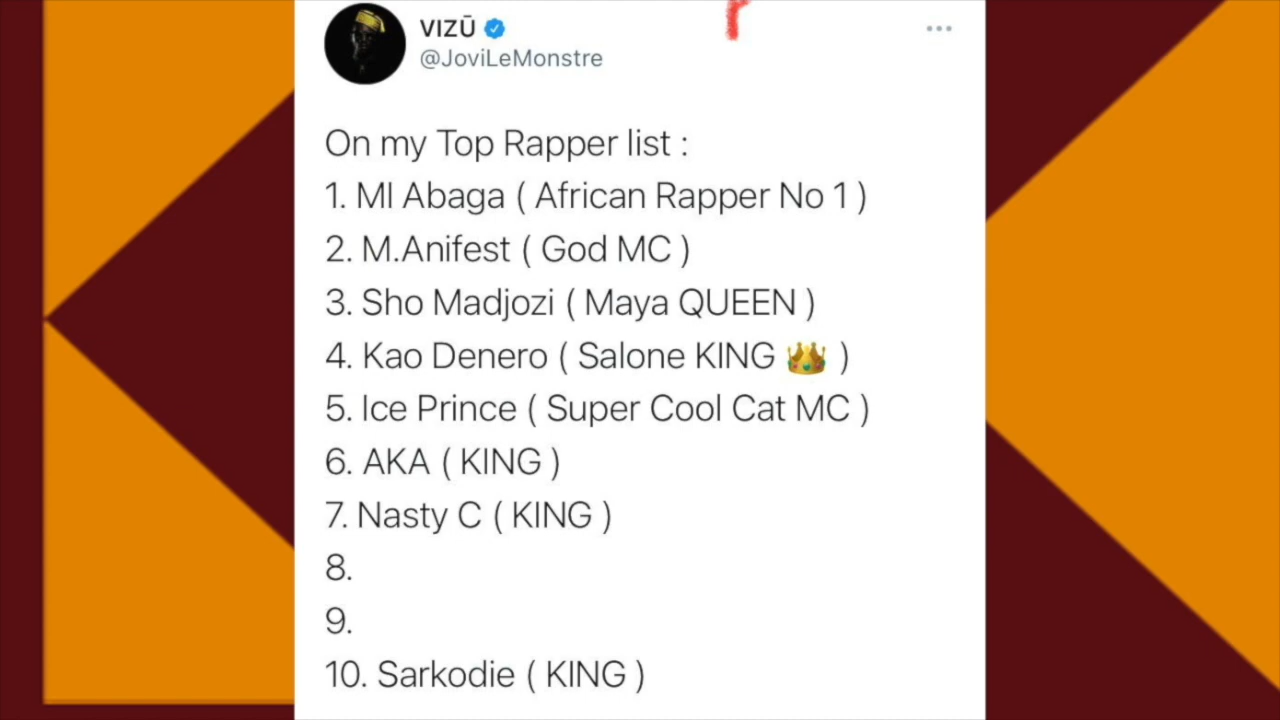 VIZŪ
@JoviLeMonstre
On my Top Rapper list :
1. MI Abaga ( African Rapper No 1 )
2. M.Anifest ( God MC )
3. Sho Madjozi ( Maya QUEEN )
4. Kao Denero ( Salone KING 👑 )
5. Ice Prince ( Super Cool Cat MC )
6. AKA ( KING )
7. Nasty C ( KING )
8.
9.
10. Sarkodie ( KING )